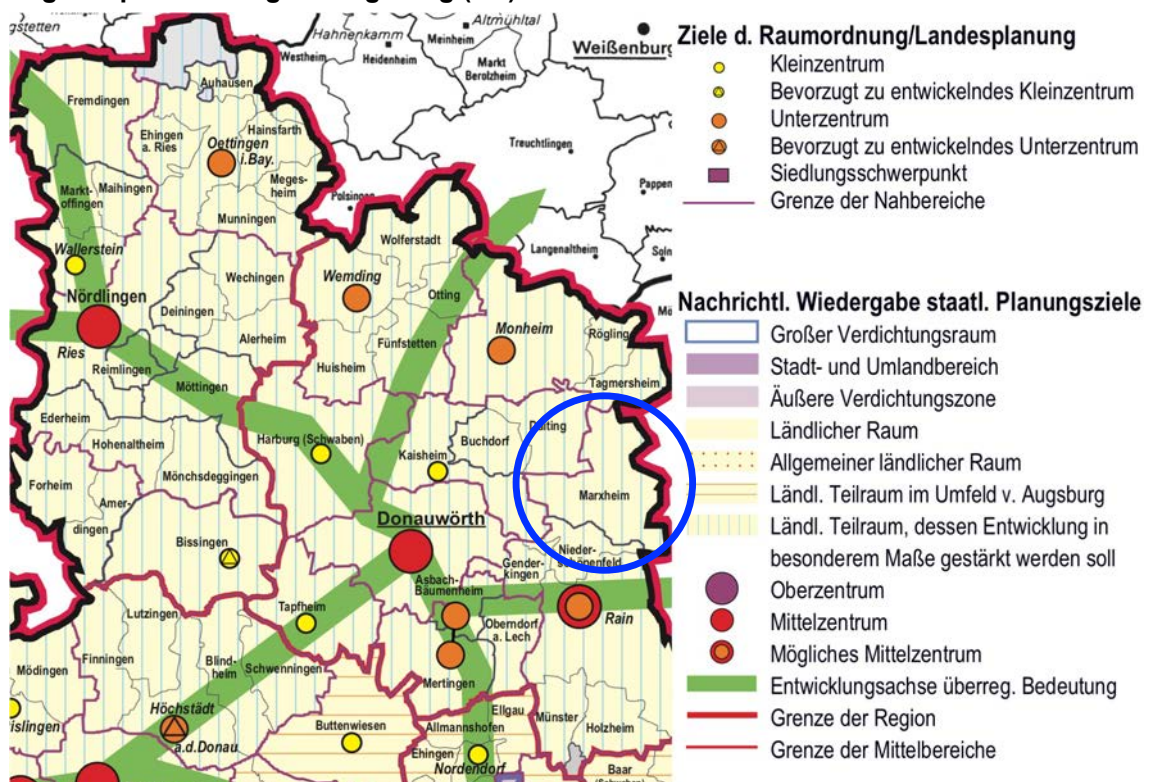 gstetten
Hahnenkamm
Altmühltal
Meinheim
Weißenburg
Westheim
Heidenheim
Markt
Berolzheim
Auhausen
Fremdingen
Ehingen
a. Ries
Oettingen
i.Bay.
Hainsfarth
Treuchtlingen
Markt-
offingen
Maihingen
Meges-
heim
Polsingen
Pappen
Munningen
Wolferstadt
Langenaltheim
Soln
Wallerstein
Wechingen
Wemding
Otting
Nördlingen
Deiningen
Monheim
Mö
Rögling
Alerheim
Fünfstetten
Ries
Reimlingen
Huisheim
Möttingen
Tagmersheim
Ederheim
Hohenaltheim
Harburg (Schwaben)
Buchdorf
Daiting
Kaisheim
Forheim
Mönchsdeggingen
Marxheim
Amer-
dingen
Donauwörth
Bissingen
Nieder-
schönenfeld
Gender-
kingen
Asbach-
Bäumenheim
Lutzingen
Tapfheim
Oberndorf
a. Lech
Rain
Mödingen
Finningen
Blind-
heim
Schwenningen
Mertingen
Höchstädt
a.d.Donau
islingen
Buttenwiesen
Ellgau
Allmannshofen
Münster
Holzheim
Ehingen
Nordendorf
Baar
Ziele d. Raumordnung/Landesplanung
Kleinzentrum
Bevorzugt zu entwickelndes Kleinzentrum
Unterzentrum
Bevorzugt zu entwickelndes Unterzentrum
Siedlungsschwerpunkt
Grenze der Nahbereiche
Nachrichtl. Wiedergabe staatl. Planungsziele
Großer Verdichtungsraum
Stadt- und Umlandbereich
Äußere Verdichtungszone
Ländlicher Raum
Allgemeiner ländlicher Raum
Ländl. Teilraum im Umfeld v. Augsburg
Ländl. Teilraum, dessen Entwicklung in
besonderem Maße gestärkt werden soll
Oberzentrum
Mittelzentrum
Mögliches Mittelzentrum
Entwicklungsachse überreg. Bedeutung
Grenze der Region
Grenze der Mittelbereiche